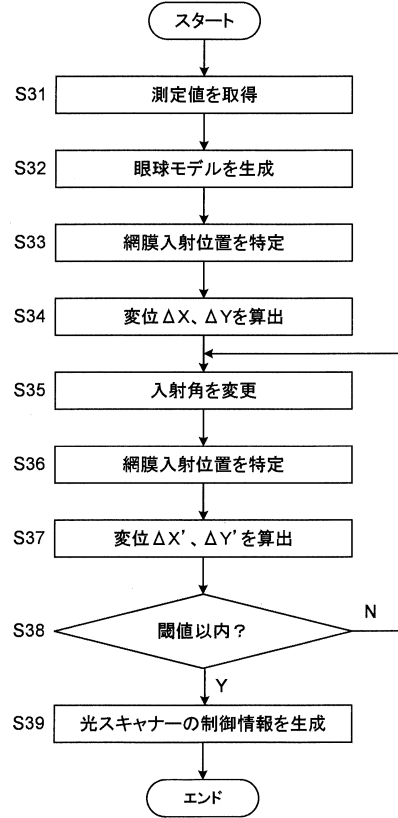 スタート
S31 測定値を取得
S32 眼球モデルを生成
S33 網膜入射位置を特定
S34 変位ΔX、ΔYを算出
S35 入射角を変更
S36 網膜入射位置を特定
S37 変位ΔX'、ΔY'を算出
S38 閾値以内? N
Y
S39 光スキャナーの制御情報を生成
エンド